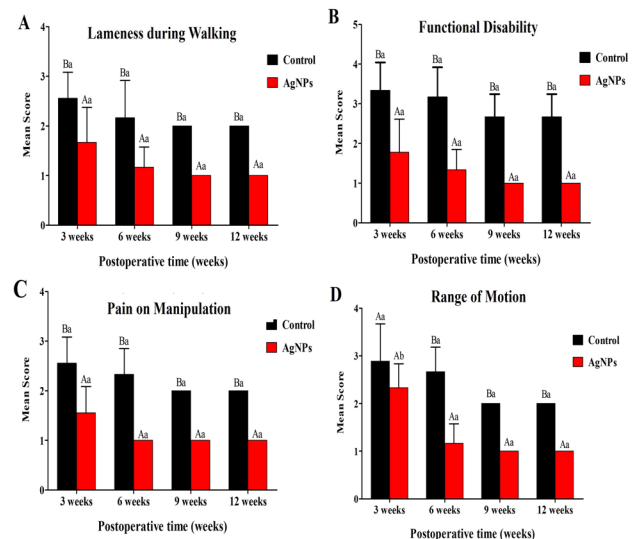 A
Lameness during Walking
Control
AgNPs
Mean Score
4
3
2
1
0
Ba
Aa
Ba
Aa
Ba
Aa
Ba
Aa
3 weeks
6 weeks
9 weeks
12 weeks
Postoperative time (weeks)
B
Functional Disability
Control
AgNPs
Mean Score
5
4
3
2
1
0
Ba
Aa
Ba
Aa
Ba
Aa
Ba
Aa
3 weeks
6 weeks
9 weeks
12 weeks
Postoperative time (weeks)
C
Pain on Manipulation
Control
AgNPs
Mean Score
4
3
2
1
0
Ba
Aa
Ba
Aa
Ba
Aa
Ba
Aa
3 weeks
6 weeks
9 weeks
12 weeks
Postoperative time (weeks)
D
Range of Motion
Control
AgNPs
Mean Score
4
3
2
1
0
Aa
Ab
Ba
Aa
Ba
Aa
Ba
Aa
3 weeks
6 weeks
9 weeks
12 weeks
Postoperative time (weeks)